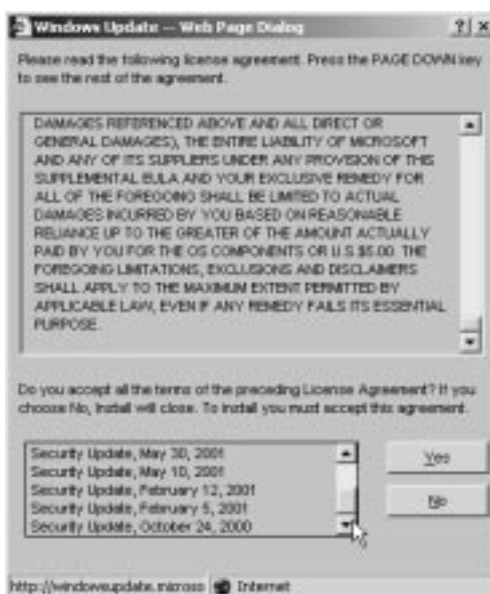 Windows Update -- Web Page Dialog
Please read the following license agreement. Press the PAGE DOWN key
to see the rest of the agreement.
DAMAGES REFERENCED ABOVE AND ALL DIRECT OR
GENERAL DAMAGES), THE ENTIRE LIABILITY OF MICROSOFT
AND ANY OF ITS SUPPLIERS UNDER ANY PROVISION OF THIS
SUPPLEMENTAL EULA AND YOUR EXCLUSIVE REMEDY FOR
ALL OF THE FOREGOING SHALL BE LIMITED TO ACTUAL
DAMAGES INCURRED BY YOU BASED ON REASONABLE
RELIANCE UP TO THE GREATER OF THE AMOUNT ACTUALLY
PAID BY YOU FOR THE OS COMPONENTS OR U.S.$5.00. THE
FOREGOING LIMITATIONS, EXCLUSIONS AND DISCLAIMERS
SHALL APPLY TO THE MAXIMUM EXTENT PERMITTED BY
APPLICABLE LAW, EVEN IF ANY REMEDY FAILS ITS ESSENTIAL
PURPOSE.
Do you accept all the terms of the preceding License Agreement? If you
choose No, Install will close. To install you must accept this agreement.
Security Update, May 30, 2001
Security Update, May 10, 2001
Security Update, February 12, 2001
Security Update, February 5, 2001
Security Update, October 24, 2000
Yes
No
http://windowsupdate.microso Internet